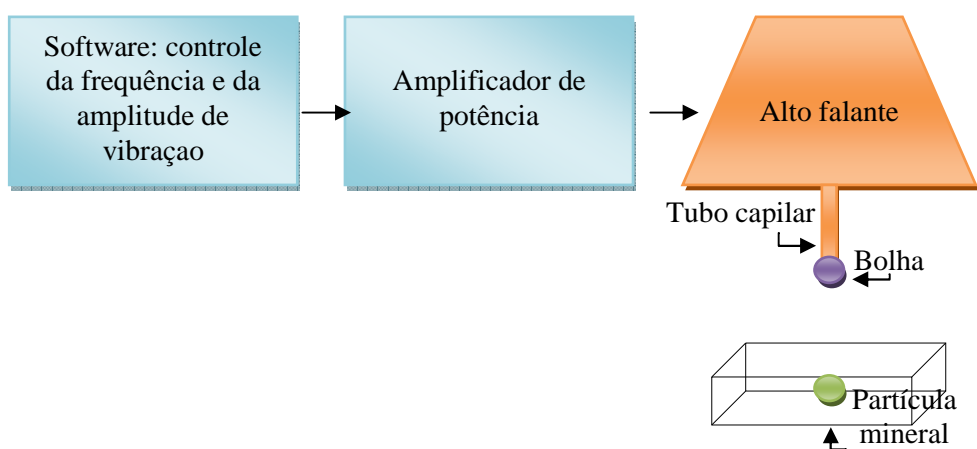 Software: controle
da frequência e da
amplitude de
vibraçao
Amplificador de
potência
Alto falante
Tubo capilar
Bolha
Partícula
mineral